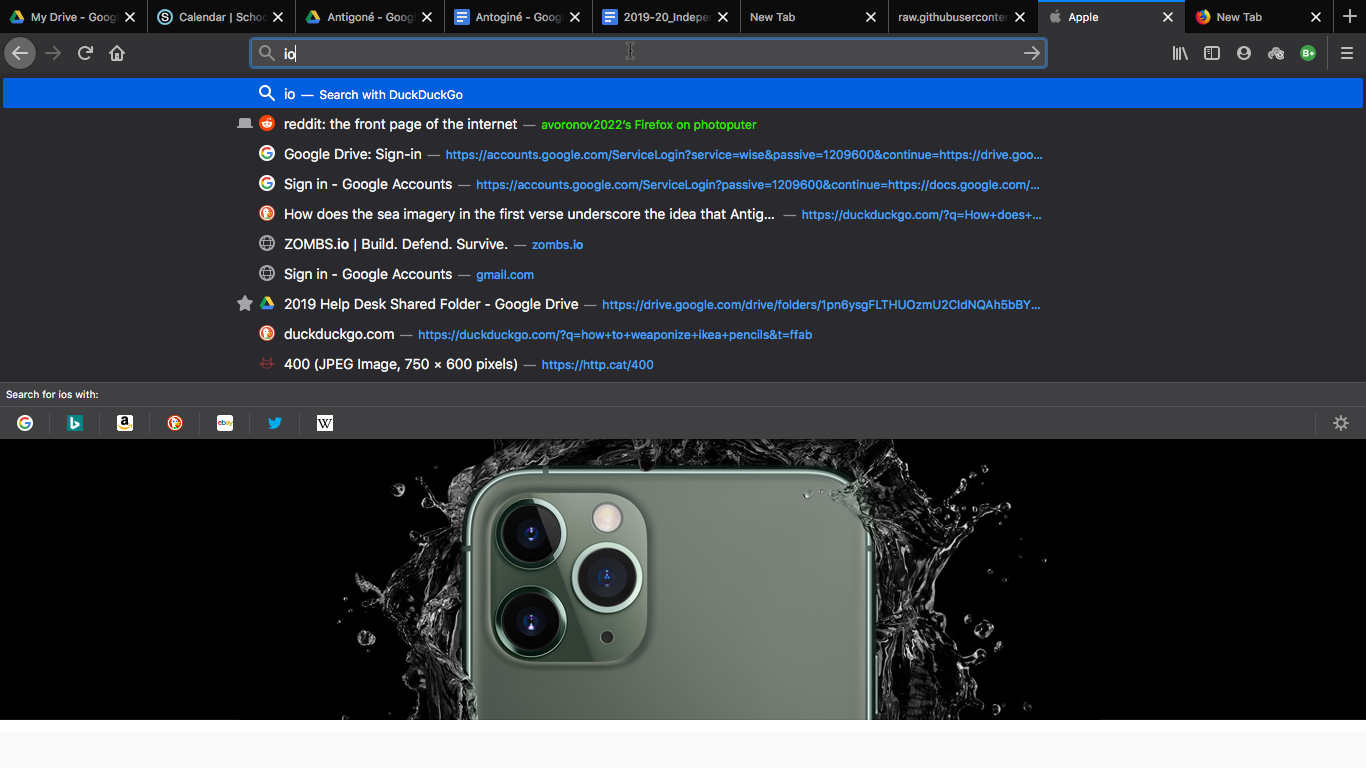 My Drive - Goog
Calendar | Schoo
Antigoné - Goog
Antoginé - Goog
2019-20_Indepe
New Tab
raw.githubuserconte
Apple
New Tab
io
B+
io — Search with DuckDuckGo
reddit: the front page of the internet — avoronov2022's Firefox on photoputer
Google Drive: Sign-in — https://accounts.google.com/ServiceLogin?service=wise&passive=1209600&continue=https://drive.goo...
Sign in - Google Accounts — https://accounts.google.com/ServiceLogin?passive=1209600&continue=https://docs.google.com/...
How does the sea imagery in the first verse underscore the idea that Antig... — https://duckduckgo.com/?q=How+does+...
ZOMBS.io | Build. Defend. Survive. — zombs.io
Sign in - Google Accounts — gmail.com
2019 Help Desk Shared Folder - Google Drive — https://drive.google.com/drive/folders/1pn6ysgFLTHUOzmU2CIdNQAh5bBY...
duckduckgo.com — https://duckduckgo.com/?q=how+to+weaponize+ikea+pencils&t=ffab
400 (JPEG Image, 750 × 600 pixels) — https://http.cat/400
Search for ios with:
G b a ebay W